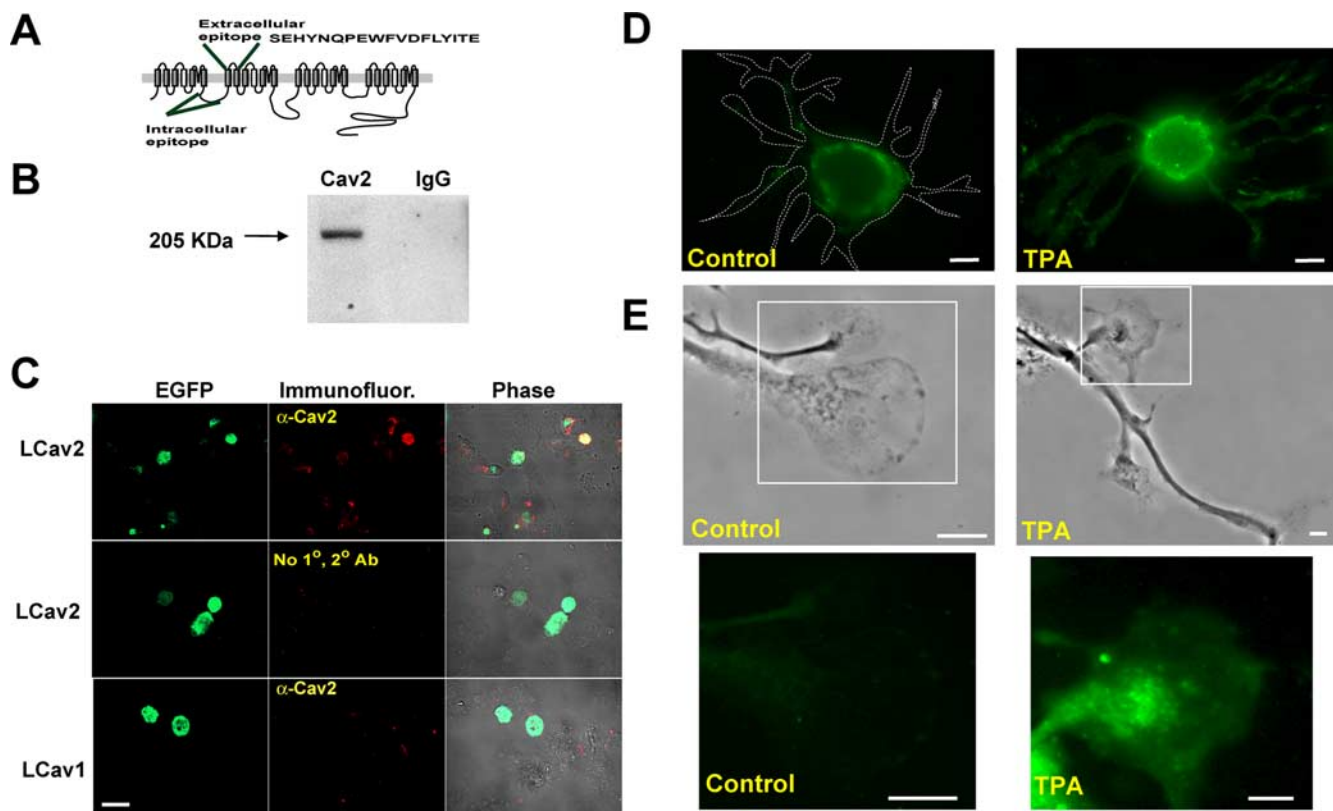 A
Extracellular
epitope SEHYNQPEWFVDFLYITE
Intracellular
epitope
B
Cav2 IgG
205 KDa
C
EGFP Immunofluor. Phase
LCav2 α-Cav2
LCav2 No 1°, 2° Ab
LCav1 α-Cav2
D
Control TPA
E
Control TPA
Control TPA